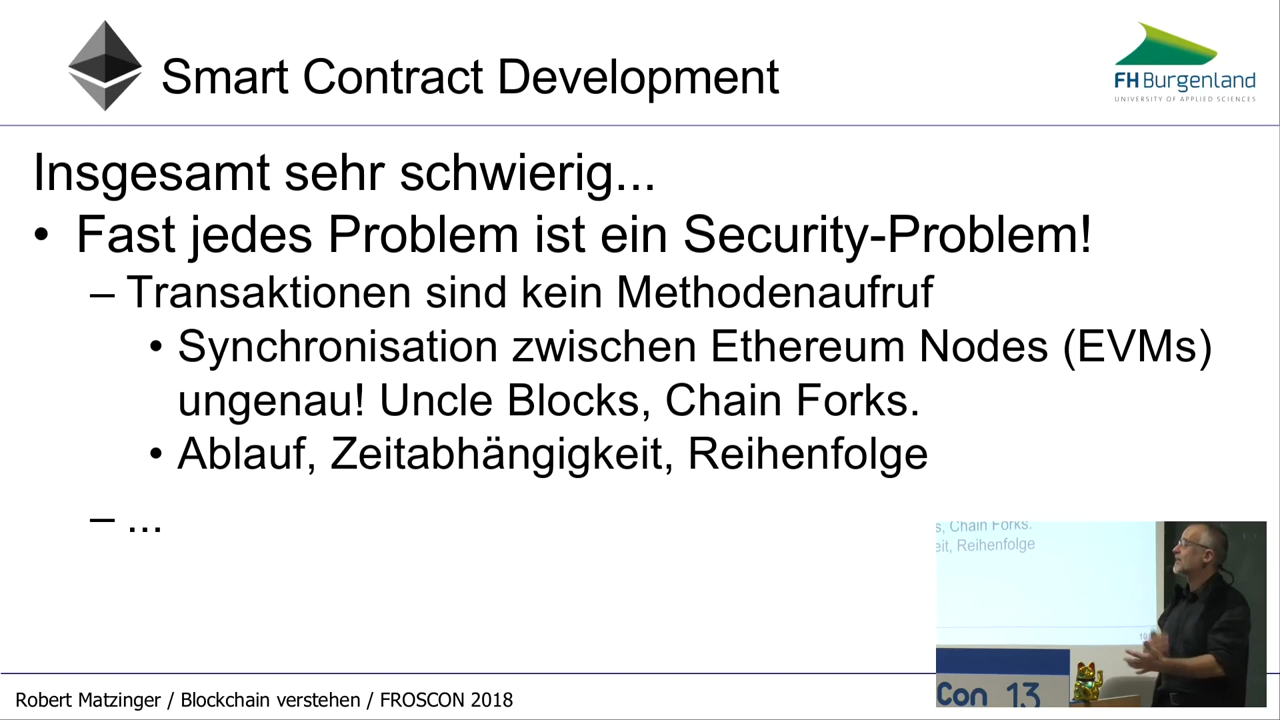 Smart Contract Development
FH Burgenland
UNIVERSITY OF APPLIED SCIENCES
Insgesamt sehr schwierig...
• Fast jedes Problem ist ein Security-Problem!
– Transaktionen sind kein Methodenaufruf
• Synchronisation zwischen Ethereum Nodes (EVMs)
ungenau! Uncle Blocks, Chain Forks.
• Ablauf, Zeitabhängigkeit, Reihenfolge
– ...
s, Chain Forks.
eit, Reihenfolge
Con 13
Robert Matzinger / Blockchain verstehen / FROSCON 2018